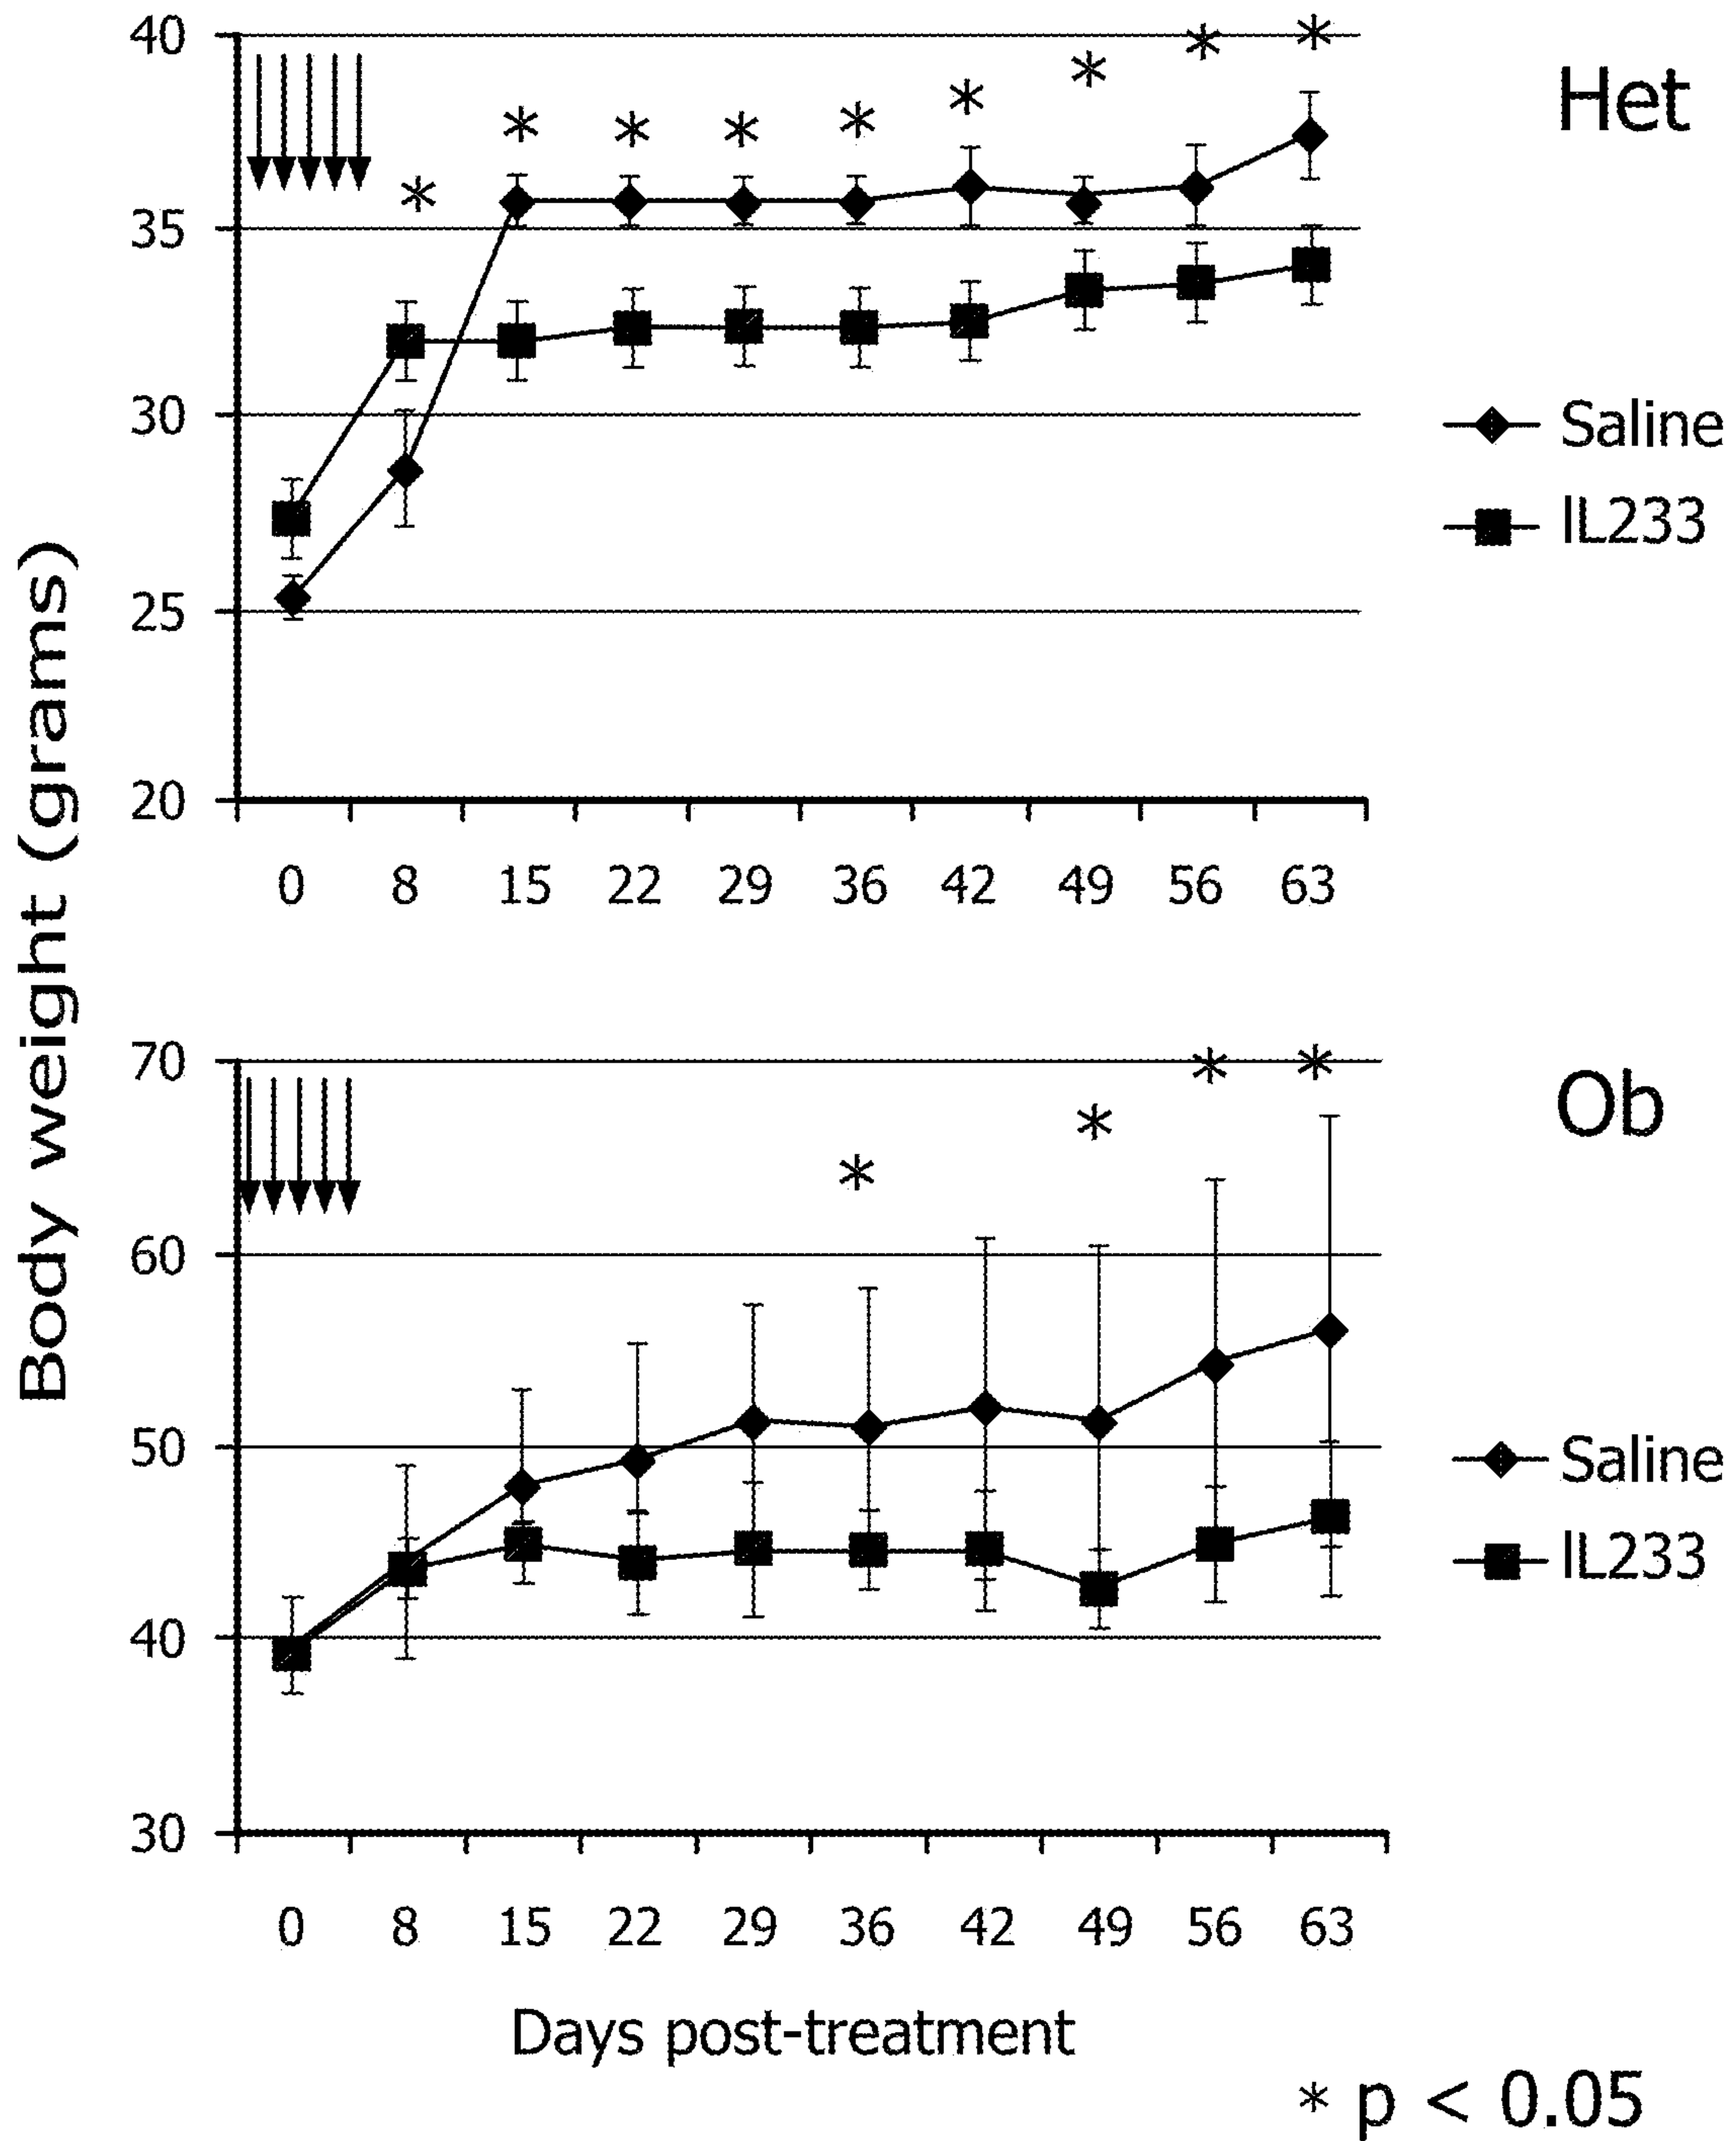 Body weight (grams)
40
35
30
25
20
* * * * * * * * *
Het
Saline
IL233
0 8 15 22 29 36 42 49 56 63
70
60
50
40
30
* * * *
Ob
Saline
IL233
0 8 15 22 29 36 42 49 56 63
Days post-treatment
* p < 0.05